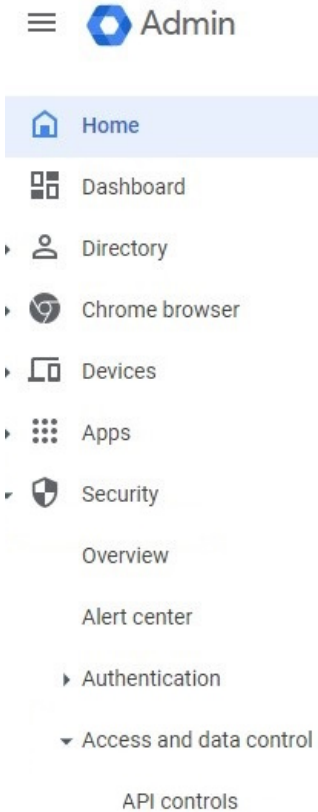 Admin
Home
Dashboard
Directory
Chrome browser
Devices
Apps
Security
Overview
Alert center
Authentication
Access and data control
API controls